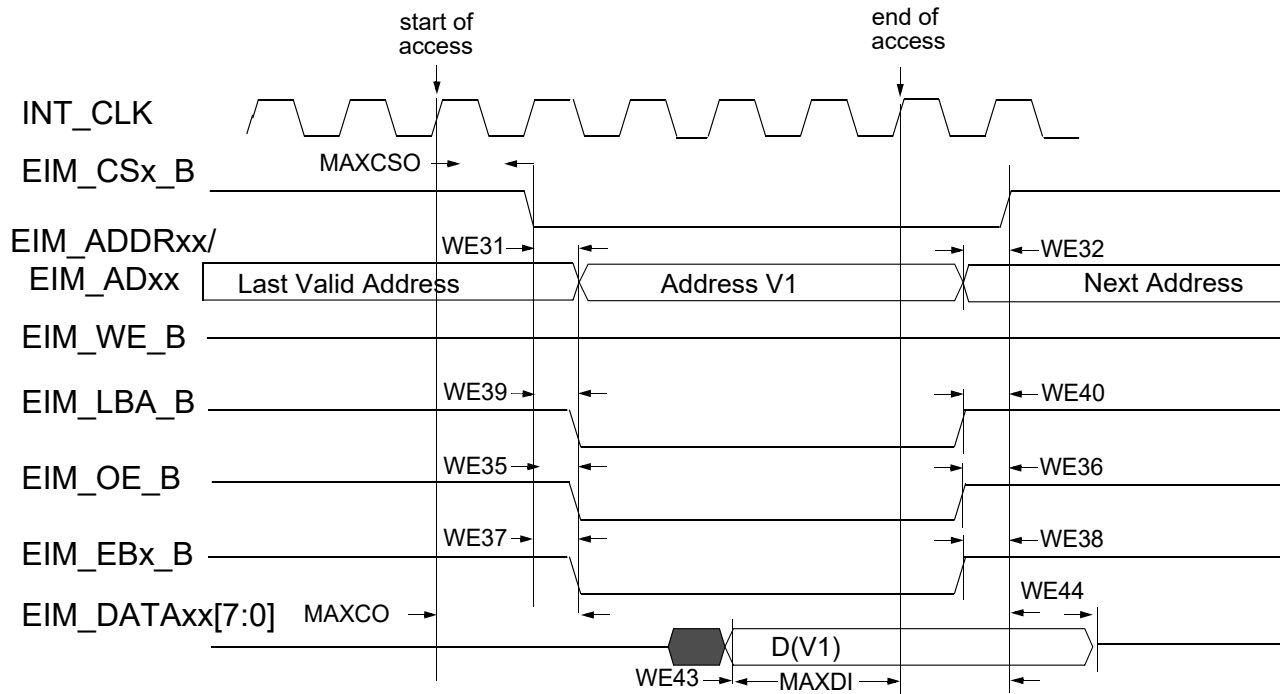 start of
access
end of
access
INT_CLK
MAXCSO
EIM_CSx_B
EIM_ADDRxx/
EIM_ADxx
WE31
WE32
Last Valid Address
Address V1
Next Address
EIM_WE_B
WE39
WE40
EIM_LBA_B
WE35
WE36
EIM_OE_B
WE37
WE38
EIM_EBx_B
WE44
EIM_DATAxx[7:0]
MAXCO
D(V1)
WE43
MAXDI